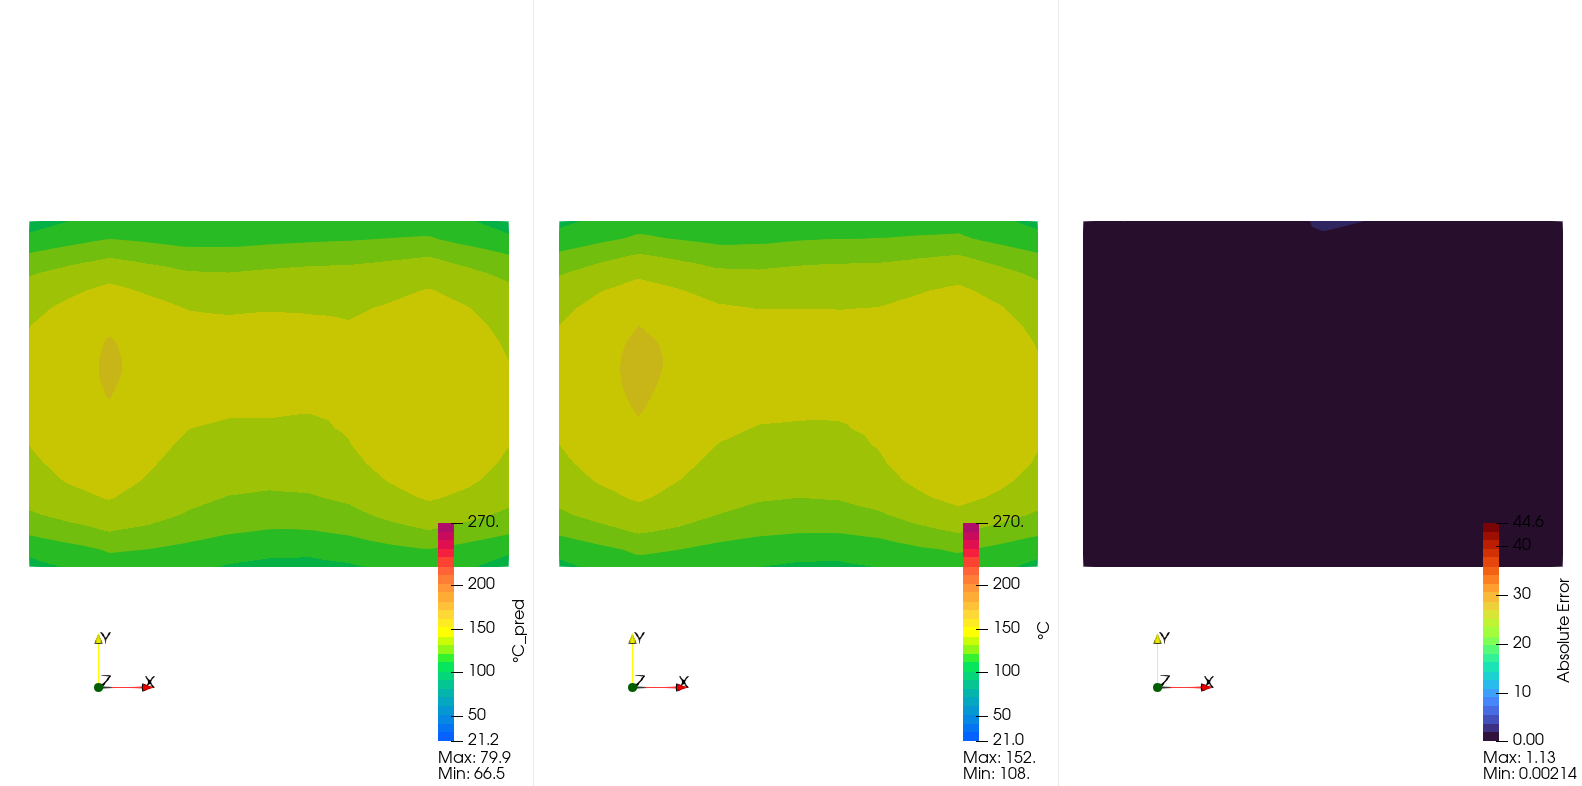 270.
200
150
100
50
21.2
°C_pred
Max: 79.9
Min: 66.5
Y
Z
X
270.
200
150
100
50
21.0
°C
Max: 152.
Min: 108.
Y
Z
X
44.6
40
30
20
10
0.00
Absolute Error
Max: 1.13
Min: 0.00214
Y
Z
X